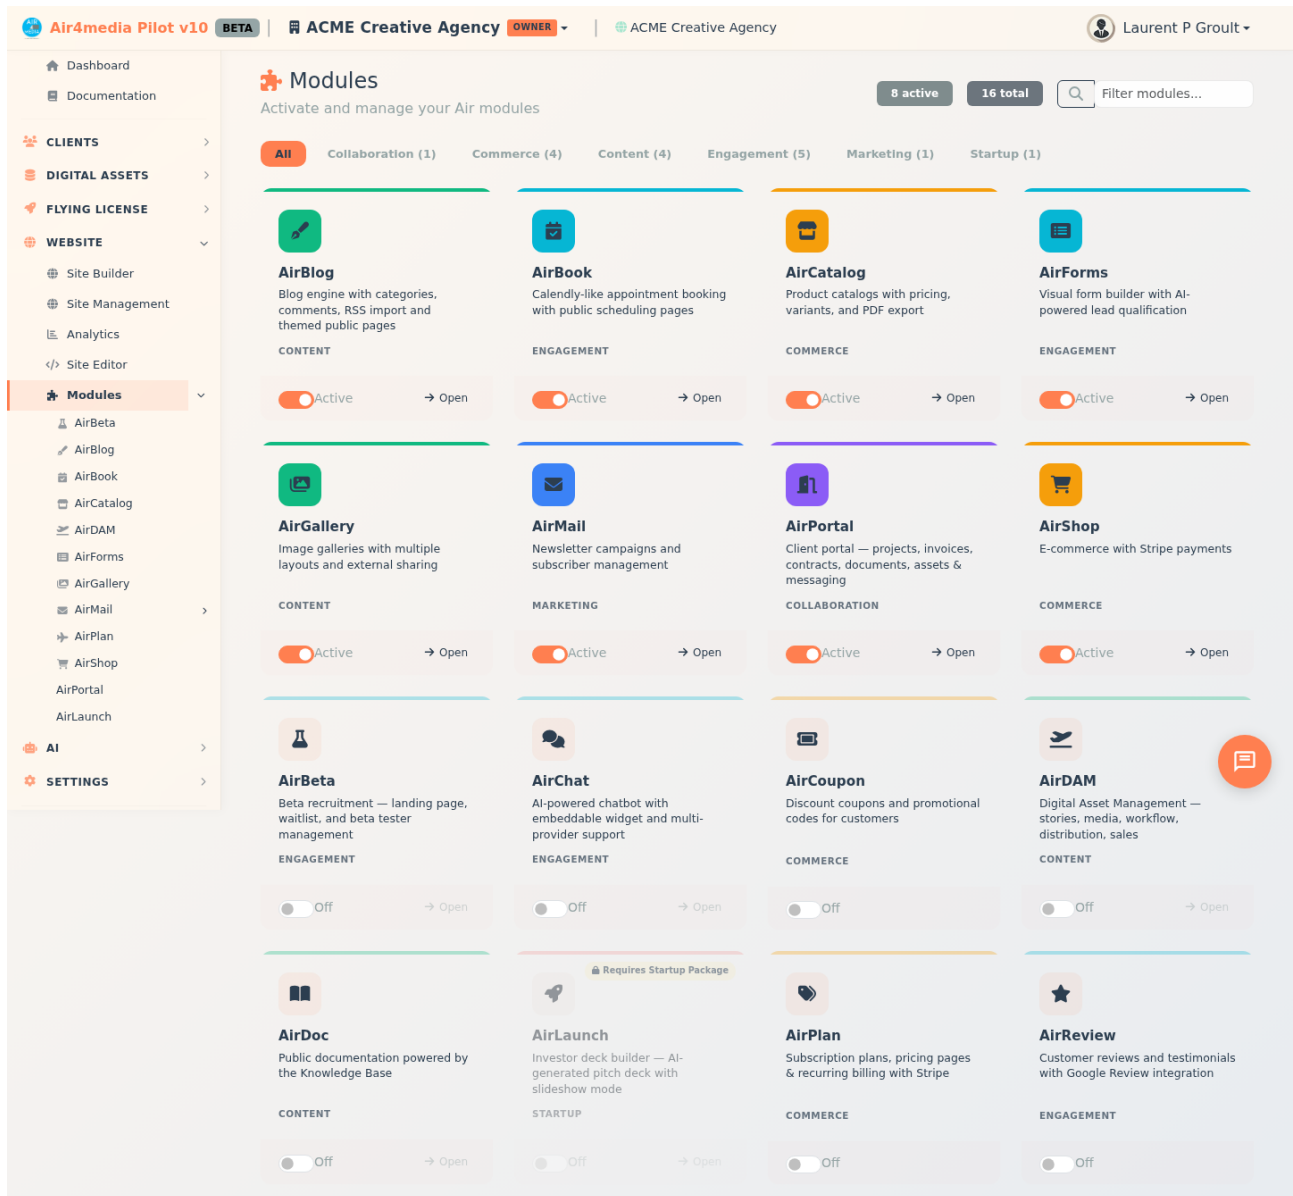 Air4media Pilot v10 BETA ACME Creative Agency OWNER ACME Creative Agency Laurent P Groult
Dashboard
Documentation
CLIENTS
DIGITAL ASSETS
FLYING LICENSE
WEBSITE
Site Builder
Site Management
Analytics
Site Editor
Modules
AirBeta
AirBlog
AirBook
AirCatalog
AirDAM
AirForms
AirGallery
AirMail
AirPlan
AirShop
AirPortal
AirLaunch
AI
SETTINGS
Modules
Activate and manage your Air modules
8 active 16 total Filter modules...
All Collaboration (1) Commerce (4) Content (4) Engagement (5) Marketing (1) Startup (1)
AirBlog
Blog engine with categories,
comments, RSS import and
themed public pages
CONTENT
Active Open
AirBook
Calendly-like appointment booking
with public scheduling pages
ENGAGEMENT
Active Open
AirCatalog
Product catalogs with pricing,
variants, and PDF export
COMMERCE
Active Open
AirForms
Visual form builder with AI-
powered lead qualification
ENGAGEMENT
Active Open
AirGallery
Image galleries with multiple
layouts and external sharing
CONTENT
Active Open
AirMail
Newsletter campaigns and
subscriber management
MARKETING
Active Open
AirPortal
Client portal — projects, invoices,
contracts, documents, assets &
messaging
COLLABORATION
Active Open
AirShop
E-commerce with Stripe payments
COMMERCE
Active Open
AirBeta
Beta recruitment — landing page,
waitlist, and beta tester
management
ENGAGEMENT
Off Open
AirChat
AI-powered chatbot with
embeddable widget and multi-
provider support
ENGAGEMENT
Off Open
AirCoupon
Discount coupons and promotional
codes for customers
COMMERCE
Off
AirDAM
Digital Asset Management —
stories, media, workflow,
distribution, sales
CONTENT
Off Open
AirDoc
Public documentation powered by
the Knowledge Base
CONTENT
Off Open
Requires Startup Package
AirLaunch
Investor deck builder — AI-
generated pitch deck with
slideshow mode
STARTUP
Off Open
AirPlan
Subscription plans, pricing pages
& recurring billing with Stripe
COMMERCE
Off
AirReview
Customer reviews and testimonials
with Google Review integration
ENGAGEMENT
Off